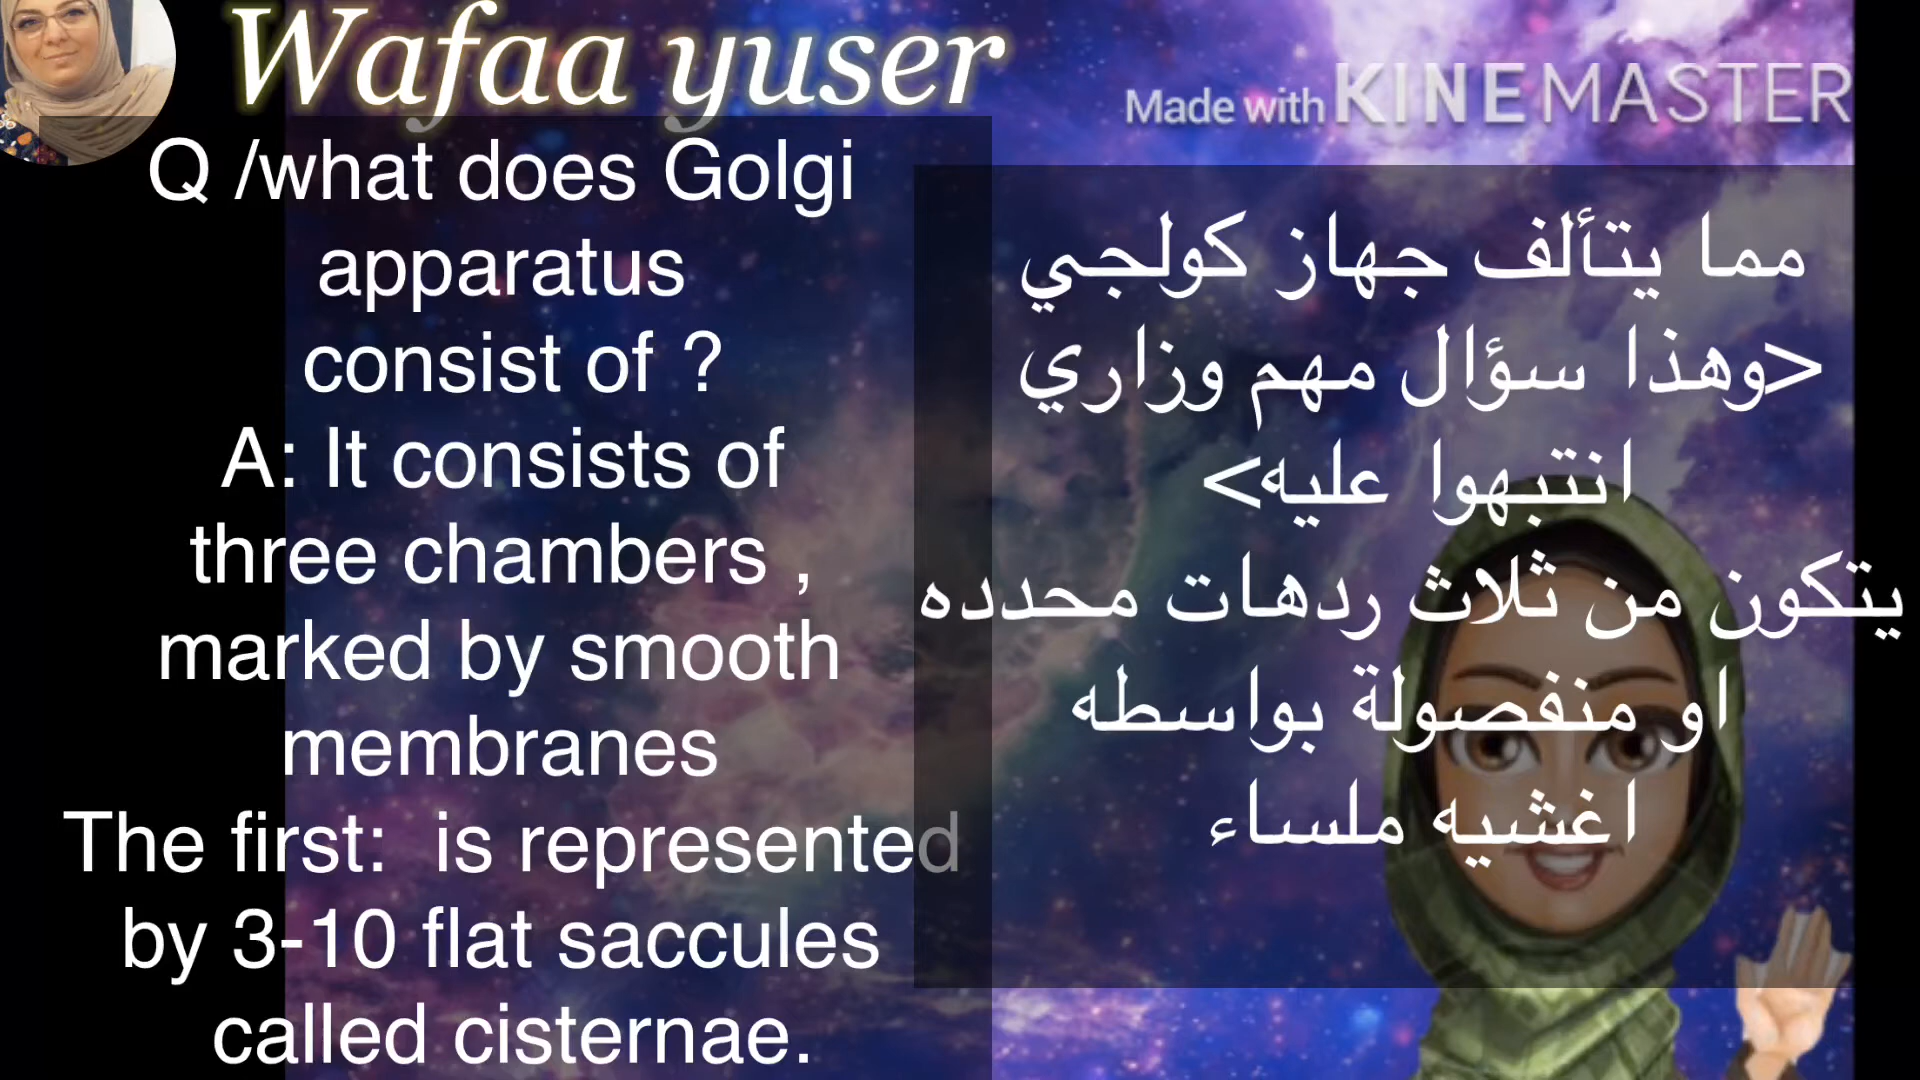 Wafaa yuser
Made with KINEMASTER
Q /what does Golgi
apparatus
consist of ?
A: It consists of
three chambers ,
marked by smooth
membranes
The first:  is represented
by 3-10 flat saccules
called cisternae.
مما يتألف جهاز كولجي
<وهذا سؤال مهم وزاري
انتبهوا عليه>
يتكون من ثلاث ردهات محدده
او منفصولة بواسطه
اغشيه ملساء